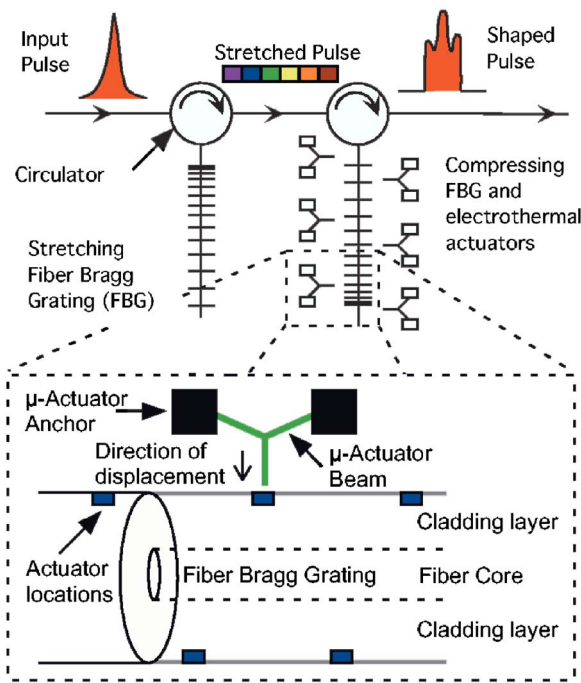 Input
Pulse
Stretched Pulse
Shaped
Pulse
Circulator
Stretching
Fiber Bragg
Grating (FBG)
Compressing
FBG and
electrothermal
actuators
μ-Actuator
Anchor
Direction of
displacement
μ-Actuator
Beam
Cladding layer
Actuator
locations
Fiber Bragg Grating
Fiber Core
Cladding layer